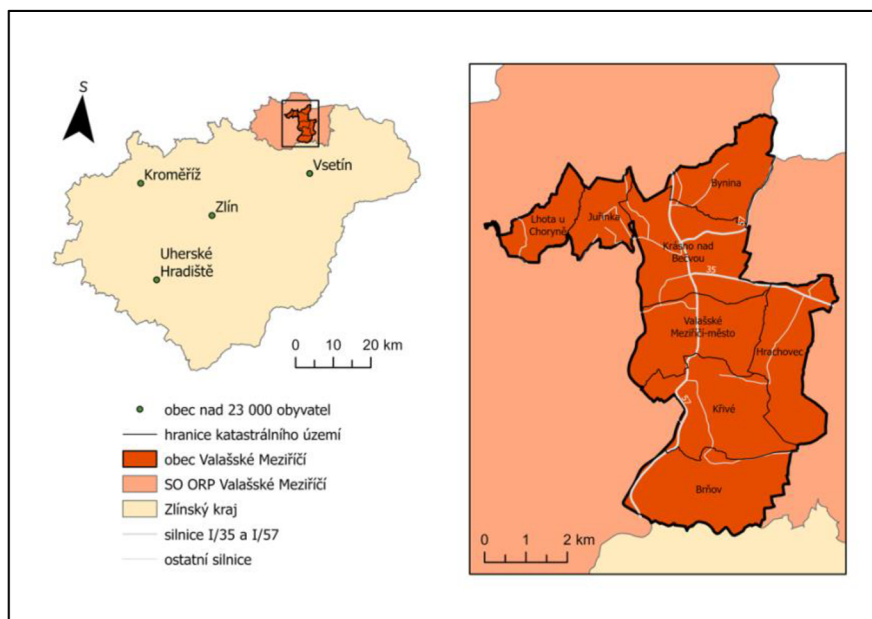 S
Kroměříž
Vsetín
Zlín
Uherské
Hradiště
0 10 20 km
obec nad 23 000 obyvatel
hranice katastrálního území
obec Valašské Meziříčí
SO ORP Valašské Meziříčí
Zlínský kraj
silnice I/35 a I/57
ostatní silnice
Bynina
Lhota u
Choryně
Juřinka
Krásno nad
Bečvou
35
Valašské
Meziříčí-město
Hrachovec
57
Křivé
Brňov
0 1 2 km